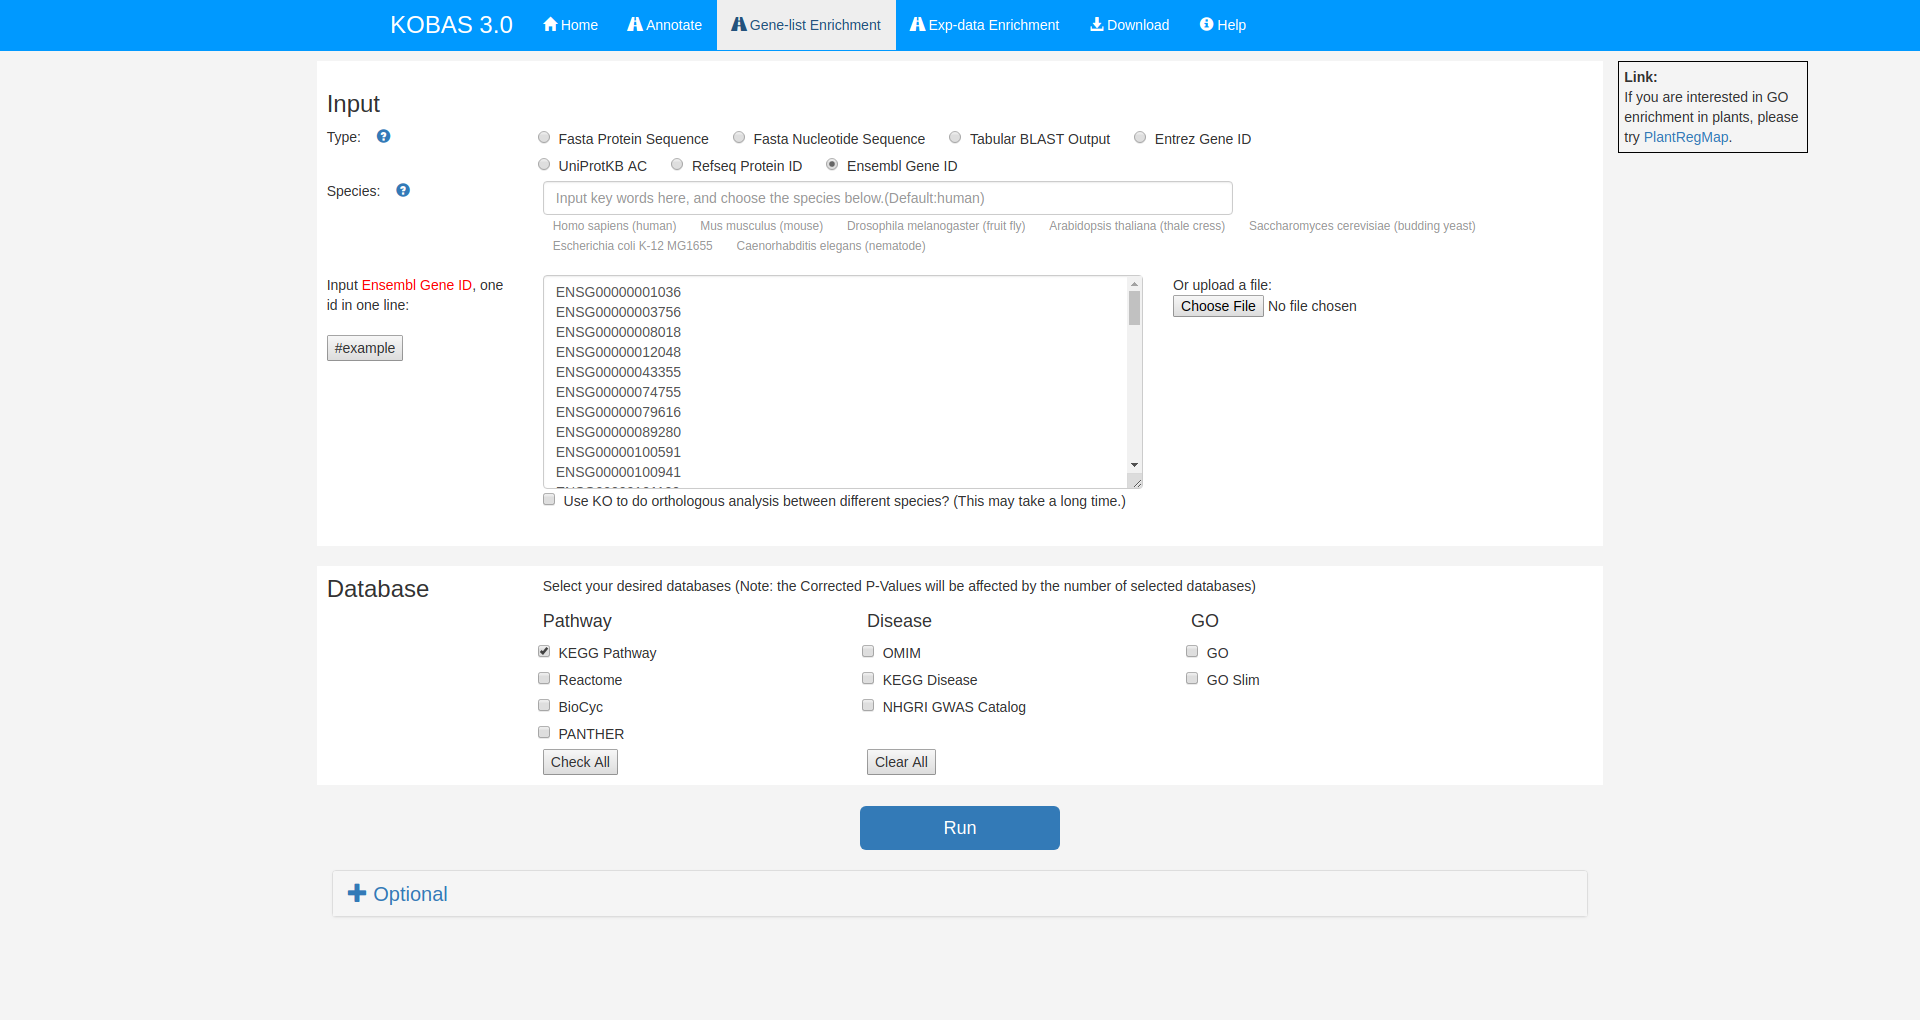 KOBAS 3.0 Home Annotate Gene-list Enrichment Exp-data Enrichment Download Help
Link:
If you are interested in GO
enrichment in plants, please
try PlantRegMap.
Input
Type: Fasta Protein Sequence Fasta Nucleotide Sequence Tabular BLAST Output Entrez Gene ID
UniProtKB AC Refseq Protein ID Ensembl Gene ID
Species: Input key words here, and choose the species below.(Default:human)
Homo sapiens (human) Mus musculus (mouse) Drosophila melanogaster (fruit fly) Arabidopsis thaliana (thale cress) Saccharomyces cerevisiae (budding yeast)
Escherichia coli K-12 MG1655 Caenorhabditis elegans (nematode)
Input Ensembl Gene ID, one
id in one line:
#example
ENSG00000001036
ENSG00000003756
ENSG00000008018
ENSG00000012048
ENSG00000043355
ENSG00000074755
ENSG00000079616
ENSG00000089280
ENSG00000100591
ENSG00000100941
Or upload a file:
Choose File No file chosen
Use KO to do orthologous analysis between different species? (This may take a long time.)
Database
Select your desired databases (Note: the Corrected P-Values will be affected by the number of selected databases)
Pathway Disease GO
KEGG Pathway OMIM GO
Reactome KEGG Disease GO Slim
BioCyc NHGRI GWAS Catalog
PANTHER
Check All Clear All
Run
Optional